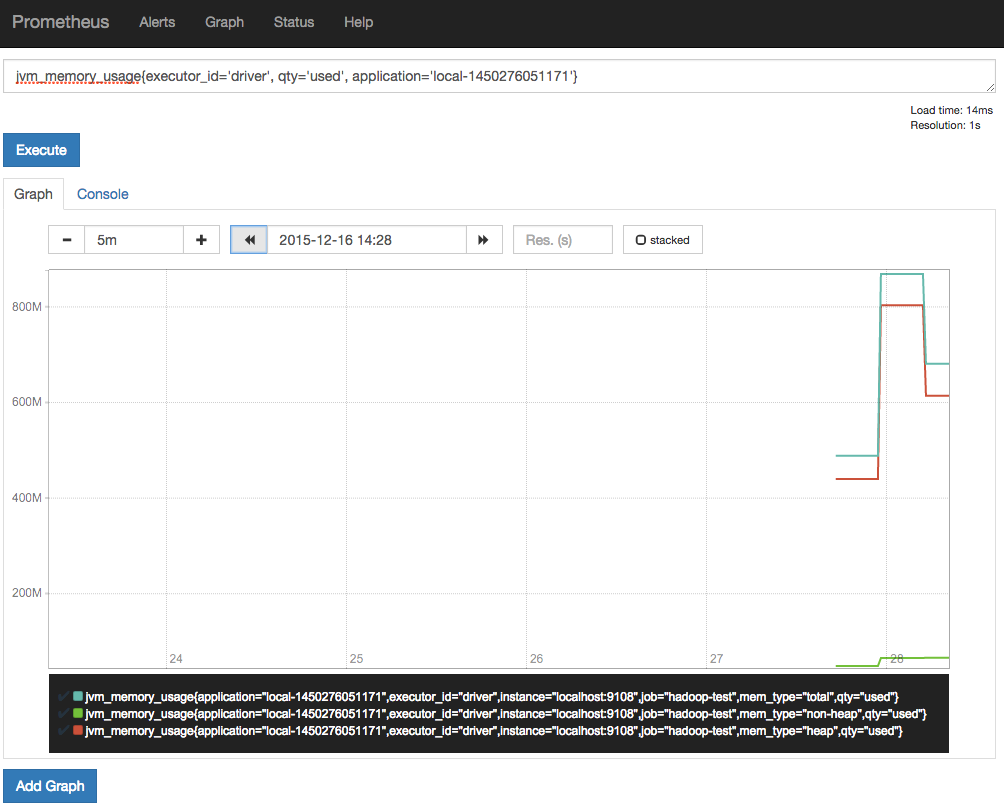 Prometheus Alerts Graph Status Help
jvm_memory_usage{executor_id='driver', qty='used', application='local-1450276051171'}
Load time: 14ms
Resolution: 1s
Execute
Graph Console
5m 2015-12-16 14:28 Res. (s) stacked
800M
600M
400M
200M
24 25 26 27 28
jvm_memory_usage{application="local-1450276051171",executor_id="driver",instance="localhost:9108",job="hadoop-test",mem_type="total",qty="used"}
jvm_memory_usage{application="local-1450276051171",executor_id="driver",instance="localhost:9108",job="hadoop-test",mem_type="non-heap",qty="used"}
jvm_memory_usage{application="local-1450276051171",executor_id="driver",instance="localhost:9108",job="hadoop-test",mem_type="heap",qty="used"}
Add Graph